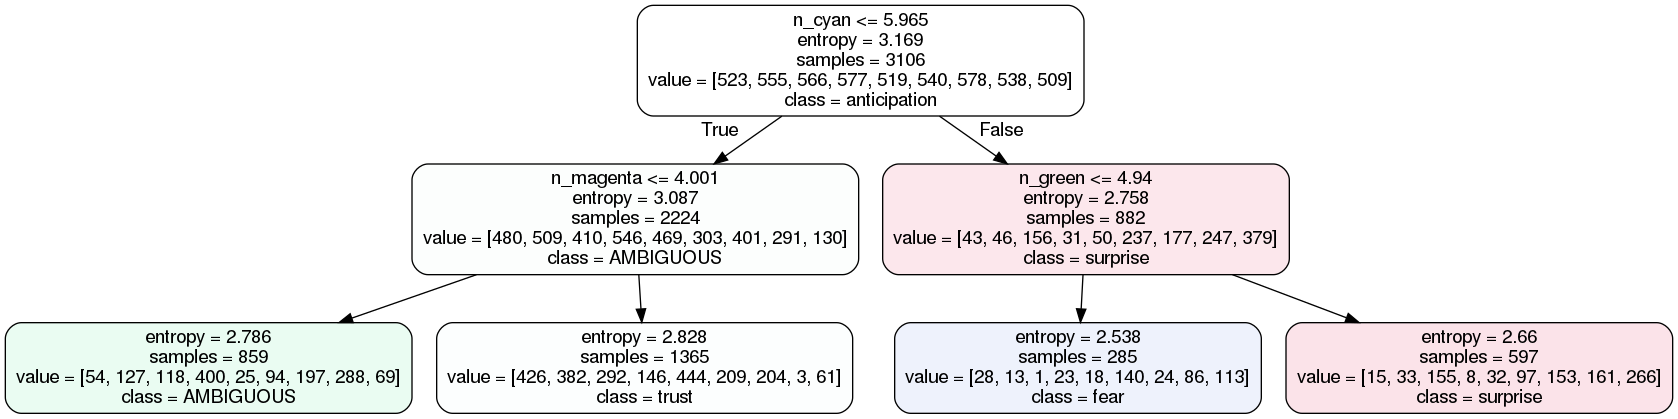 n_cyan <= 5.965
entropy = 3.169
samples = 3106
value = [523, 555, 566, 577, 519, 540, 578, 538, 509]
class = anticipation
True
False
n_magenta <= 4.001
entropy = 3.087
samples = 2224
value = [480, 509, 410, 546, 469, 303, 401, 291, 130]
class = AMBIGUOUS
n_green <= 4.94
entropy = 2.758
samples = 882
value = [43, 46, 156, 31, 50, 237, 177, 247, 379]
class = surprise
entropy = 2.786
samples = 859
value = [54, 127, 118, 400, 25, 94, 197, 288, 69]
class = AMBIGUOUS
entropy = 2.828
samples = 1365
value = [426, 382, 292, 146, 444, 209, 204, 3, 61]
class = trust
entropy = 2.538
samples = 285
value = [28, 13, 1, 23, 18, 140, 24, 86, 113]
class = fear
entropy = 2.66
samples = 597
value = [15, 33, 155, 8, 32, 97, 153, 161, 266]
class = surprise